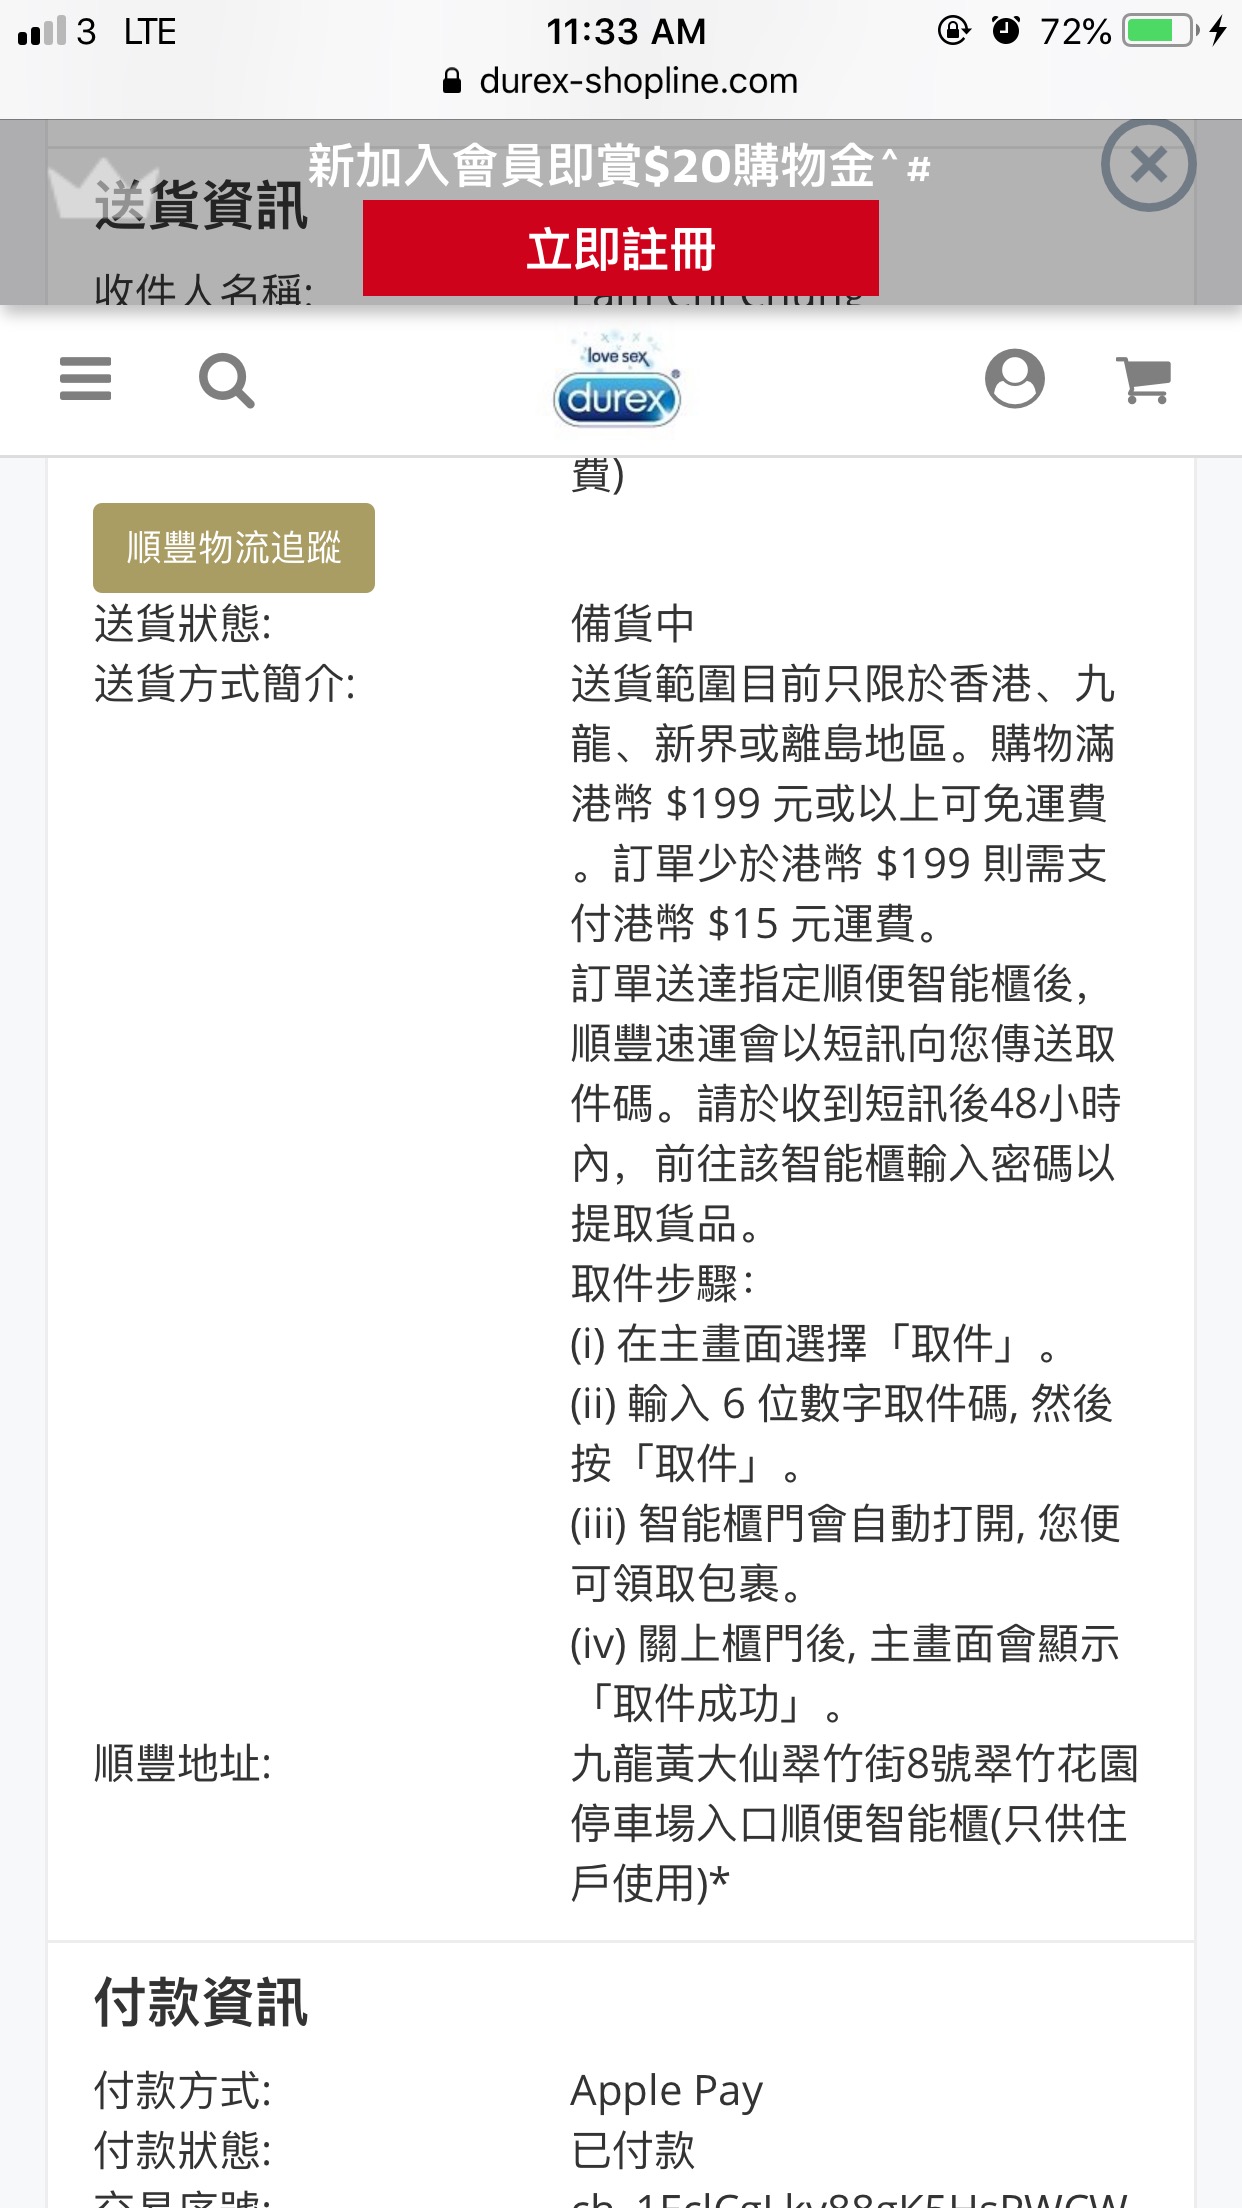 3 LTE 11:33 AM 72%
durex-shopline.com
新加入會員即賞$20購物金^#
送貨資訊
立即註冊
收件人名稱:
love sex
durex
費)
順豐物流追蹤
送貨狀態: 備貨中
送貨方式簡介: 送貨範圍目前只限於香港、九
龍、新界或離島地區。購物滿
港幣 $199 元或以上可免運費
。訂單少於港幣 $199 則需支
付港幣 $15 元運費。
訂單送達指定順便智能櫃後，
順豐速運會以短訊向您傳送取
件碼。請於收到短訊後48小時
內，前往該智能櫃輸入密碼以
提取貨品。
取件步驟：
(i) 在主畫面選擇「取件」。
(ii) 輸入 6 位數字取件碼, 然後
按「取件」。
(iii) 智能櫃門會自動打開, 您便
可領取包裹。
(iv) 關上櫃門後, 主畫面會顯示
「取件成功」。
順豐地址: 九龍黃大仙翠竹街8號翠竹花園
停車場入口順便智能櫃(只供住
戶使用)*
付款資訊
付款方式: Apple Pay
付款狀態: 已付款